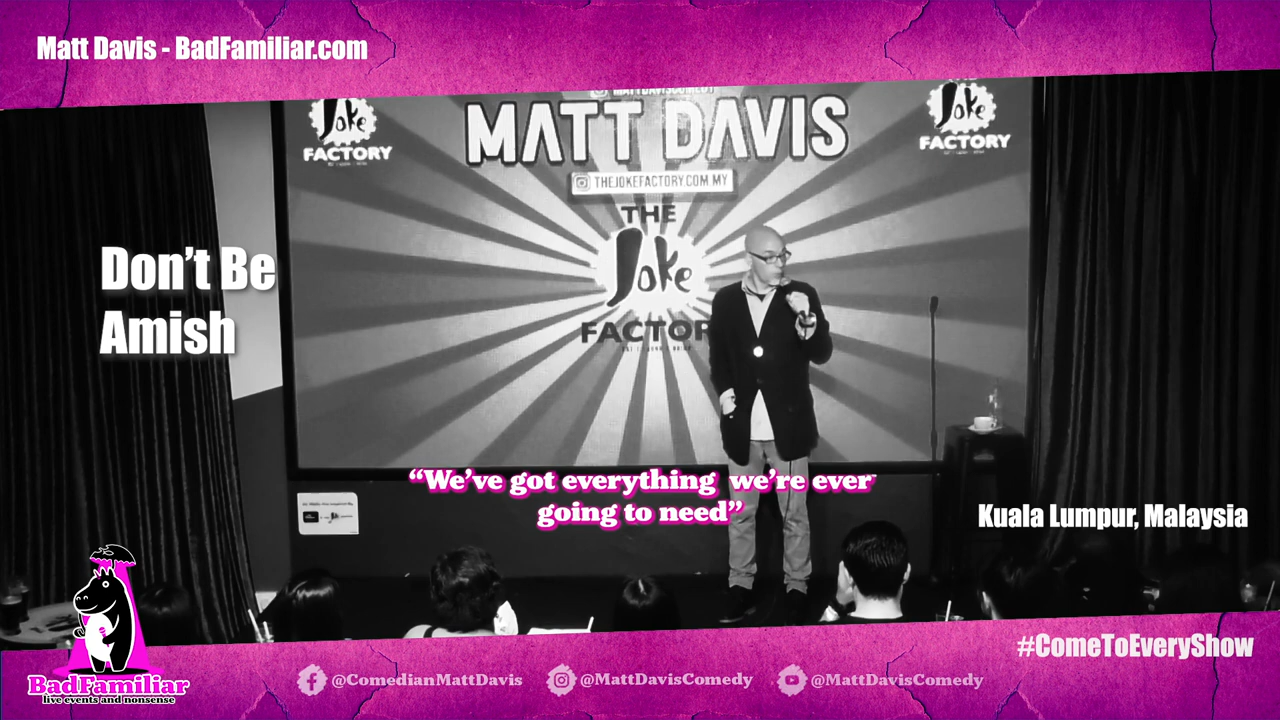 Matt Davis - BadFamiliar.com
MATTDAVISCOMEDY
MATT DAVIS
Joke
FACTORY
Joke
FACTORY
THEJOKEFACTORY.COM.MY
THE
Joke
FACTOR
Don't Be
Amish
"We've got everything we're ever
going to need"
Kuala Lumpur, Malaysia
#ComeToEveryShow
BadFamiliar
live events and nonsense
@ComedianMattDavis
@MattDavisComedy
@MattDavisComedy